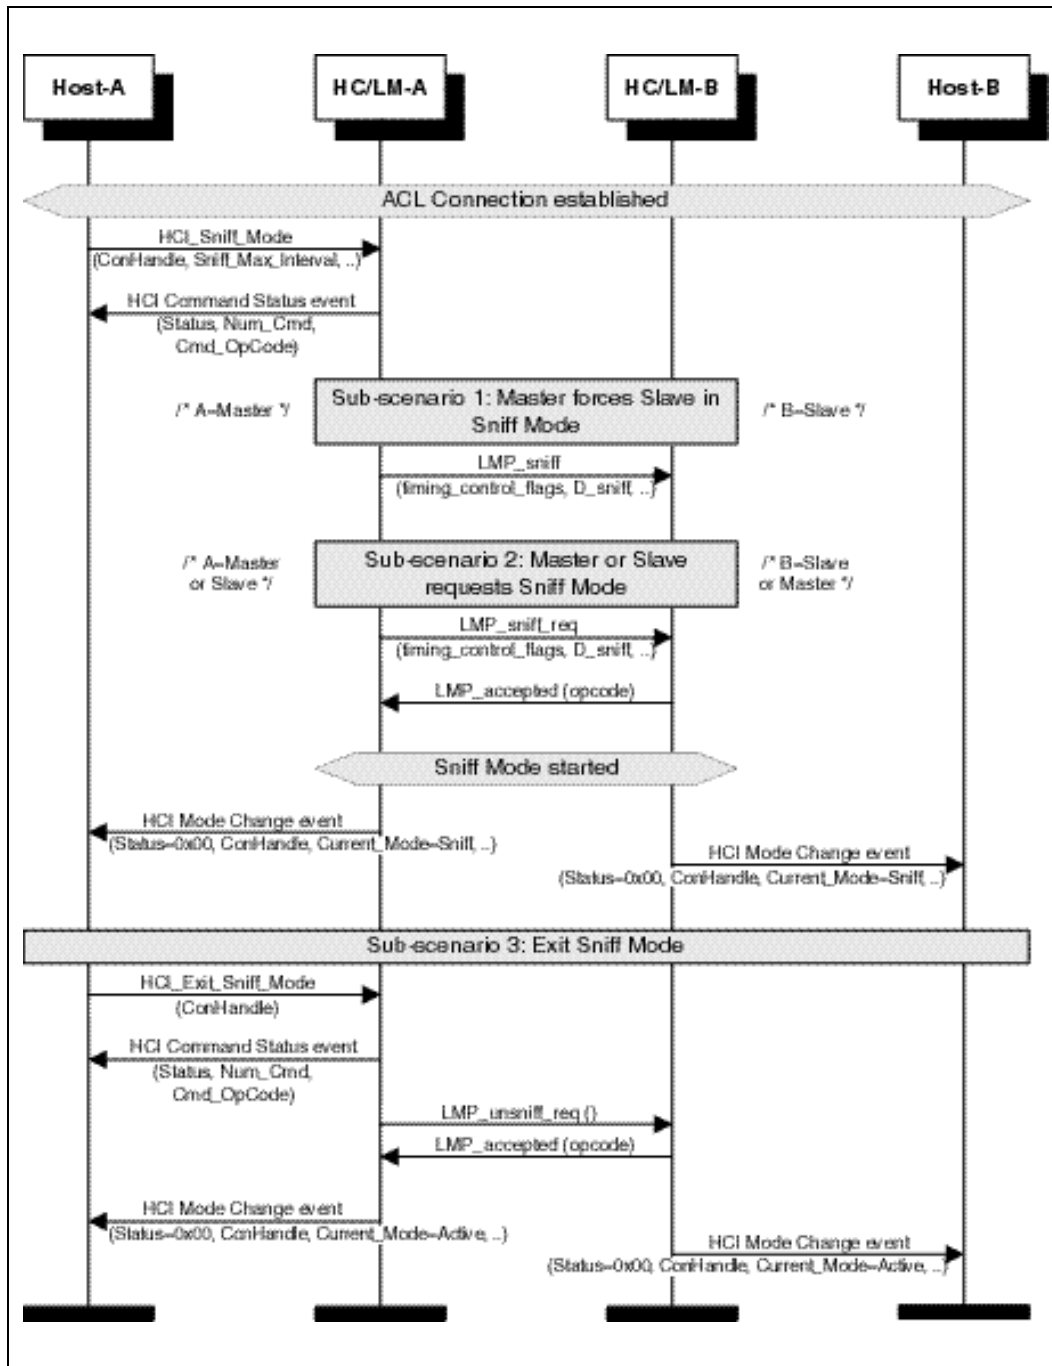 Host-A
HC/LM-A
HC/LM-B
Host-B
ACL Connection established
HCI_Sniff_Mode
(ConHandle, Sniff_Max_Interval, ..)
HCI Command Status event
(Status, Num_Cmd,
Cmd_OpCode)
/* A=Master */
Sub-scenario 1: Master forces Slave in
Sniff Mode
/* B=Slave */
LMP_sniff
(timing_control_flags, D_sniff, ..)
/* A=Master
or Slave */
Sub-scenario 2: Master or Slave
requests Sniff Mode
/* B=Slave
or Master */
LMP_sniff_req
(timing_control_flags, D_sniff, ..)
LMP_accepted (opcode)
Sniff Mode started
HCI Mode Change event
(Status=0x00, ConHandle, Current_Mode=Sniff, ..)
HCI Mode Change event
(Status=0x00, ConHandle, Current_Mode=Sniff, ..)
Sub-scenario 3: Exit Sniff Mode
HCI_Exit_Sniff_Mode
(ConHandle)
HCI Command Status event
(Status, Num_Cmd,
Cmd_OpCode)
LMP_unsniff_req ()
LMP_accepted (opcode)
HCI Mode Change event
(Status=0x00, ConHandle, Current_Mode=Active, ..)
HCI Mode Change event
(Status=0x00, ConHandle, Current_Mode=Active, ..)